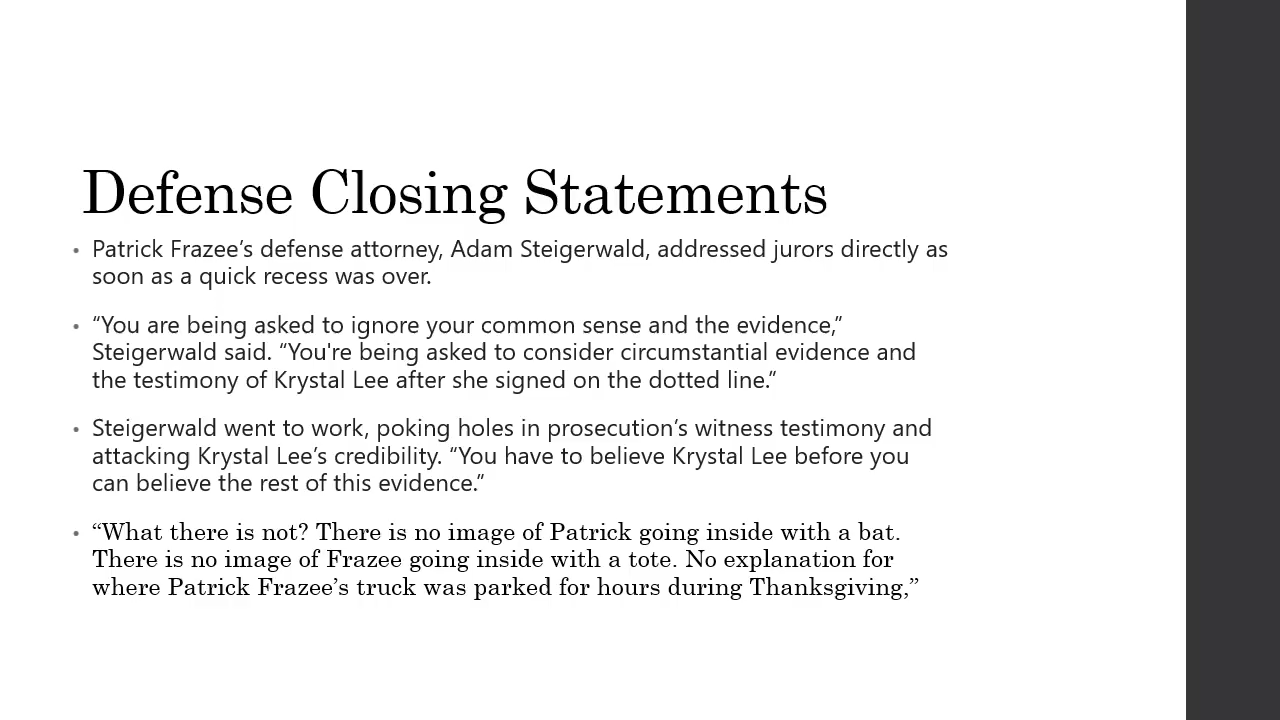 Defense Closing Statements
• Patrick Frazee’s defense attorney, Adam Steigerwald, addressed jurors directly as
soon as a quick recess was over.
• “You are being asked to ignore your common sense and the evidence,”
Steigerwald said. “You're being asked to consider circumstantial evidence and
the testimony of Krystal Lee after she signed on the dotted line.”
• Steigerwald went to work, poking holes in prosecution’s witness testimony and
attacking Krystal Lee’s credibility. “You have to believe Krystal Lee before you
can believe the rest of this evidence.”
• “What there is not? There is no image of Patrick going inside with a bat.
There is no image of Frazee going inside with a tote. No explanation for
where Patrick Frazee’s truck was parked for hours during Thanksgiving,”